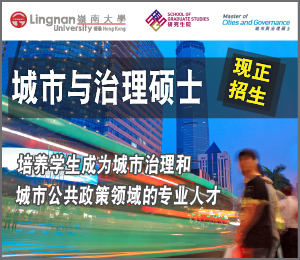 Lingnan 嶺南大學
University 嶺南 Hong Kong
SCHOOL OF
GRADUATE STUDIES
研究生院
Master of
Cities and Governance
城市與治理碩士
城市与治理硕士
现正
招生
培养学生成为城市治理和
城市公共政策领域的专业人才